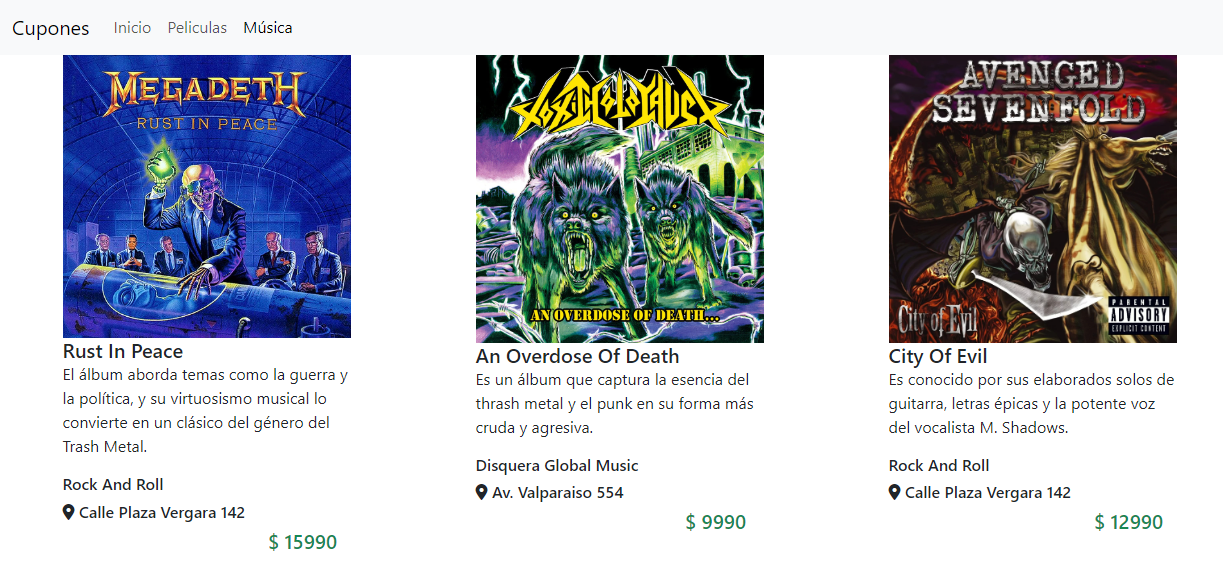 Cupones Inicio Peliculas Música
MEGADETH
RUST IN PEACE
Rust In Peace
El álbum aborda temas como la guerra y
la política, y su virtuosismo musical lo
convierte en un clásico del género del
Trash Metal.
Rock And Roll
Calle Plaza Vergara 142
$ 15990
TOXIC HOLOCAUST
AN OVERDOSE OF DEATH...
An Overdose Of Death
Es un álbum que captura la esencia del
thrash metal y el punk en su forma más
cruda y agresiva.
Disquera Global Music
Av. Valparaiso 554
$ 9990
AVENGED
SEVENFOLD
City of Evil
PARENTAL
ADVISORY
EXPLICIT CONTENT
City Of Evil
Es conocido por sus elaborados solos de
guitarra, letras épicas y la potente voz
del vocalista M. Shadows.
Rock And Roll
Calle Plaza Vergara 142
$ 12990